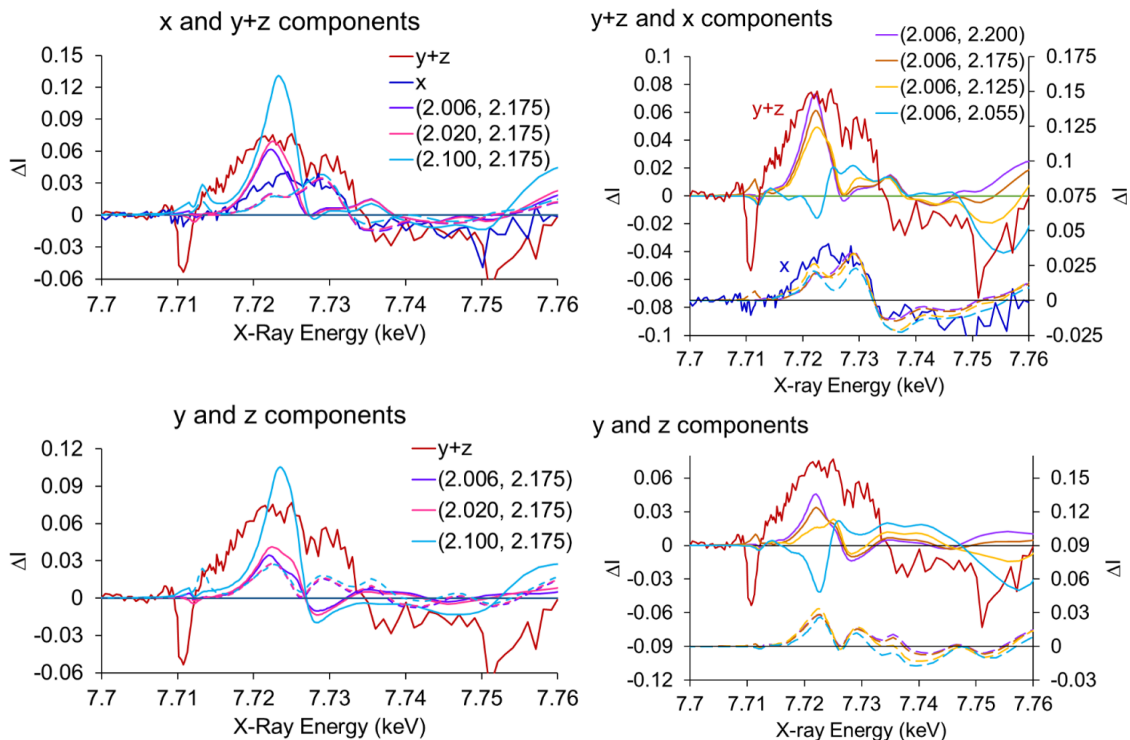 x and y+z components
0.15
0.12
0.09
0.06
0.03
0
-0.03
-0.06
ΔI
y+z
x
(2.006, 2.175)
(2.020, 2.175)
(2.100, 2.175)
7.7 7.71 7.72 7.73 7.74 7.75 7.76
X-Ray Energy (keV)
y+z and x components
(2.006, 2.200)
(2.006, 2.175)
(2.006, 2.125)
(2.006, 2.055)
0.1
0.08
0.06
0.04
0.02
0
-0.02
-0.04
-0.06
-0.08
-0.1
ΔI
y+z
x
0.175
0.15
0.125
0.1
0.075
0.05
0.025
0
-0.025
ΔI
7.7 7.71 7.72 7.73 7.74 7.75 7.76
X-ray Energy (keV)
y and z components
0.12
0.09
0.06
0.03
0
-0.03
-0.06
ΔI
y+z
(2.006, 2.175)
(2.020, 2.175)
(2.100, 2.175)
7.7 7.71 7.72 7.73 7.74 7.75 7.76
X-Ray Energy (keV)
y and z components
0.06
0.03
0.00
-0.03
-0.06
-0.09
-0.12
ΔI
0.15
0.12
0.09
0.06
0.03
0
-0.03
ΔI
7.7 7.71 7.72 7.73 7.74 7.75 7.76
X-ray Energy (keV)